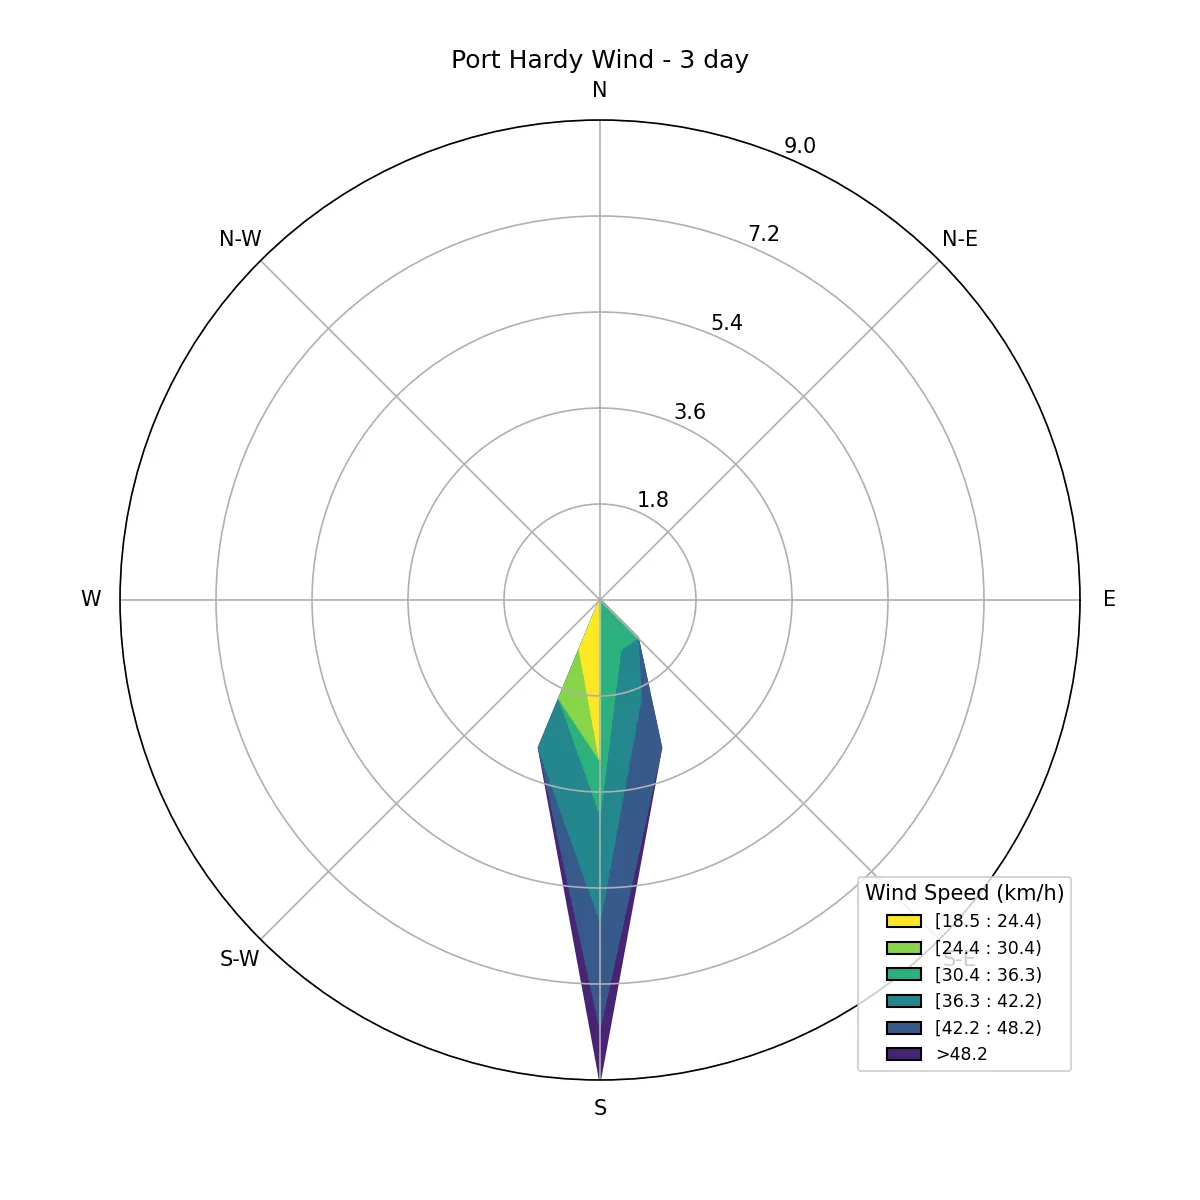 Port Hardy Wind - 3 day
N
9.0
7.2
N-W
N-E
5.4
3.6
1.8
W
E
Wind Speed (km/h)
[18.5 : 24.4)
[24.4 : 30.4)
S-W
S-E
[30.4 : 36.3)
[36.3 : 42.2)
[42.2 : 48.2)
>48.2
S